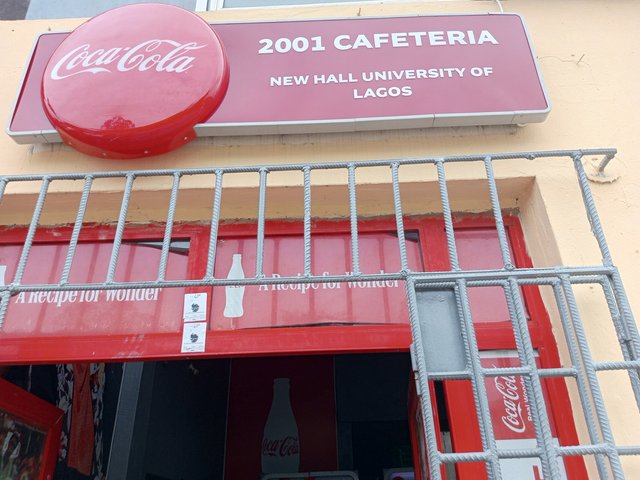 Coca-Cola
2001 CAFETERIA
NEW HALL UNIVERSITY OF
LAGOS
A Recipe for Wonder
A Recipe for Wonder
Coca-Cola
Coca-Cola